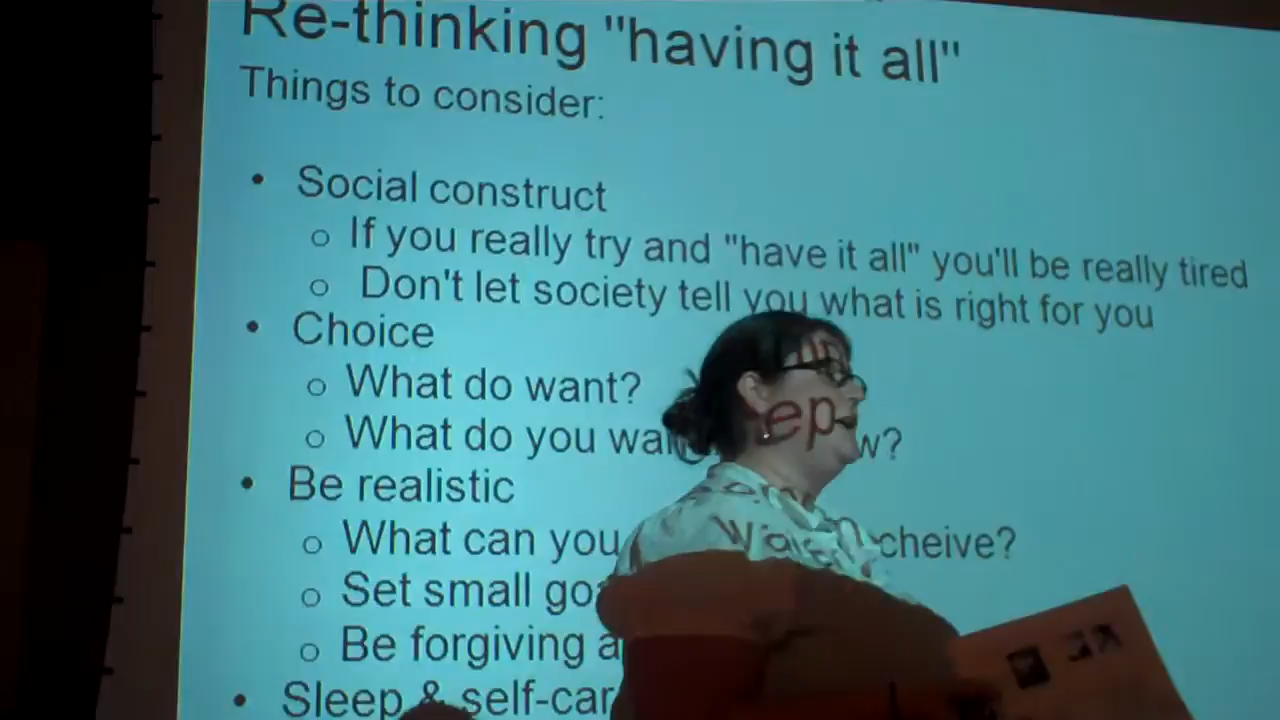 Re-thinking "having it all"
Things to consider:
• Social construct
o If you really try and "have it all" you'll be really tired
o Don't let society tell you what is right for you
• Choice
o What do want?
o What do you
• Be realistic
o What can you cheive?
o Set small
o Be forgiving
• Sleep & self-car